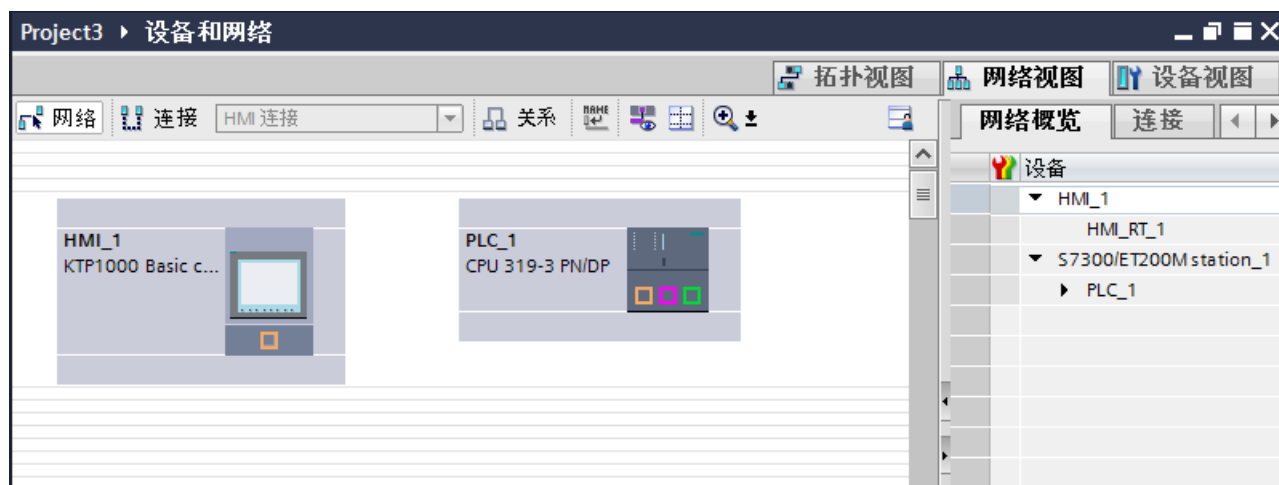 Project3 ▸ 设备和网络
拓扑视图 网络视图 设备视图
网络 连接 HMI 连接 关系 NAME 网络概览 连接
设备
HMI_1
HMI_RT_1
S7300/ET200M station_1
PLC_1
HMI_1
KTP1000 Basic c...
PLC_1
CPU 319-3 PN/DP